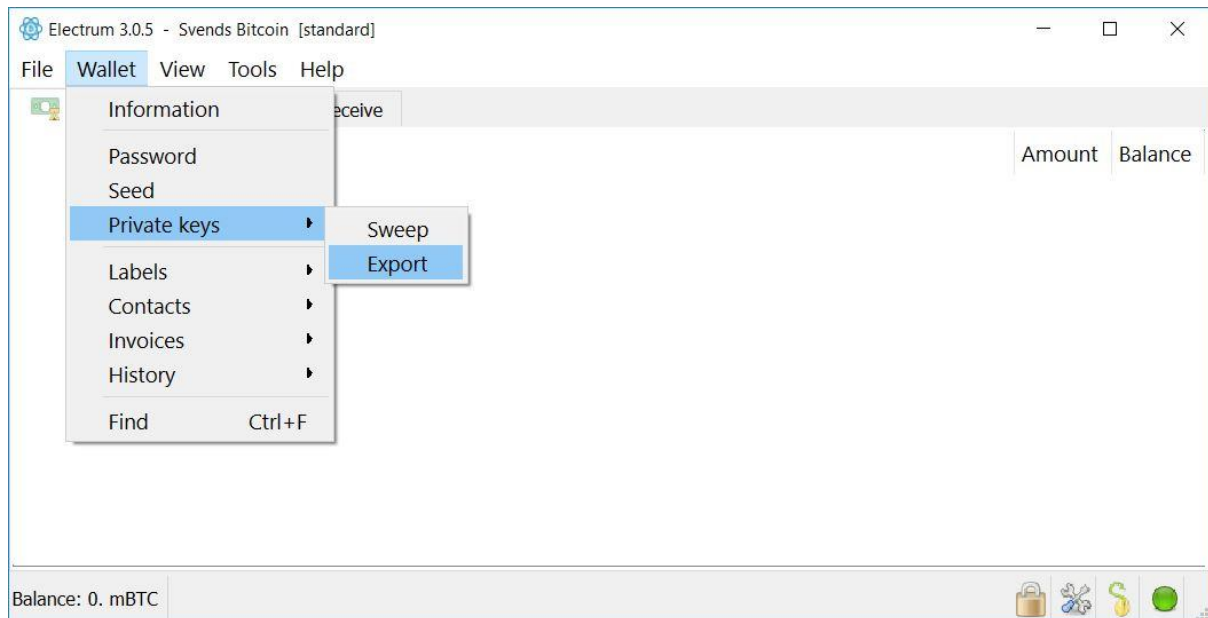 Electrum 3.0.5 - Svends Bitcoin [standard]
File Wallet View Tools Help
Information
eceive
Password
Amount Balance
Seed
Private keys
Sweep
Export
Labels
Contacts
Invoices
History
Find Ctrl+F
Balance: 0. mBTC